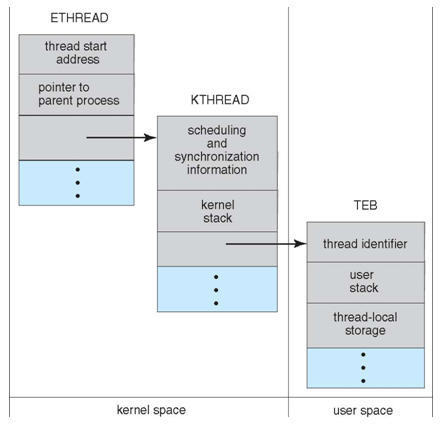 ETHREAD
thread start
address
pointer to
parent process
KTHREAD
scheduling
and
synchronization
information
kernel
stack
TEB
thread identifier
user
stack
thread-local
storage
kernel space
user space